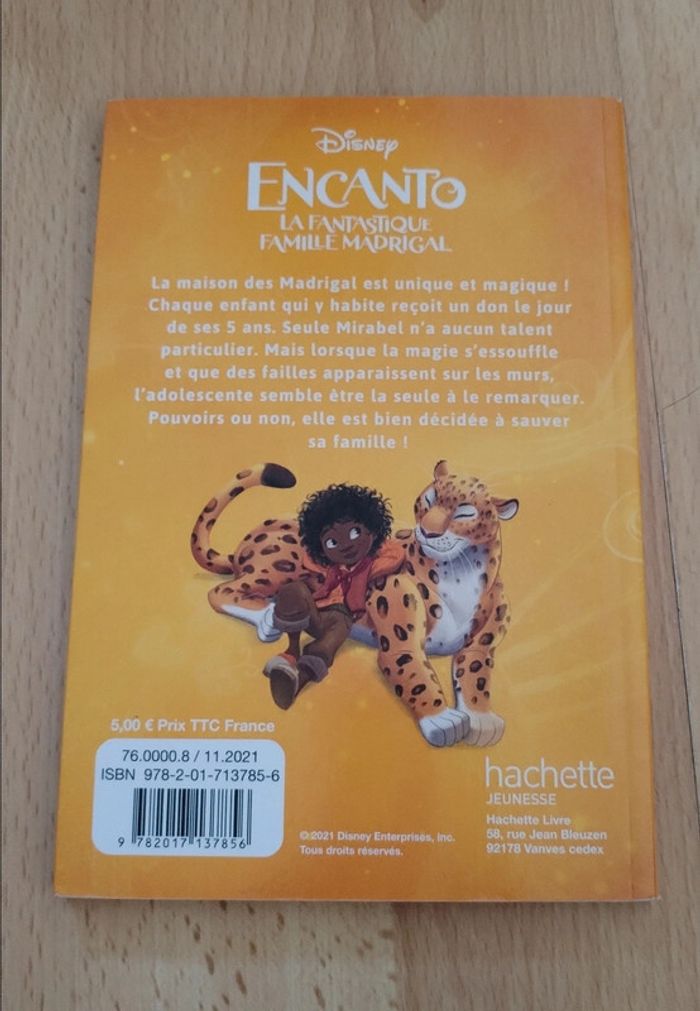 Disney
ENCANTO
LA FANTASTIQUE
FAMILLE MADRIGAL
La maison des Madrigal est unique et magique !
Chaque enfant qui y habite reçoit un don le jour
de ses 5 ans. Seule Mirabel n'a aucun talent
particulier. Mais lorsque la magie s'essouffle
et que des failles apparaissent sur les murs,
l'adolescente semble être la seule à le remarquer.
Pouvoirs ou non, elle est bien décidée à sauver
sa famille !
5,00 € Prix TTC France
76.0000.8 / 11.2021
ISBN 978-2-01-713785-6
9 782017 137856
©2021 Disney Enterprises, Inc.
Tous droits réservés.
hachette
JEUNESSE
Hachette Livre
58, rue Jean Bleuzen
92178 Vanves cedex